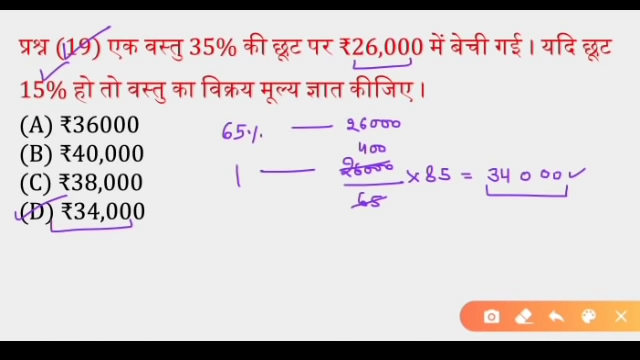 प्रश्न (19) एक वस्तु 35% की छूट पर ₹26,000 में बेची गई। यदि छूट
15% हो तो वस्तु का विक्रय मूल्य ज्ञात कीजिए।
(A) ₹36000
(B) ₹40,000
(C) ₹38,000
(D) ₹34,000
65% — 26000
400
1 — 26000 × 85 = 34000
65